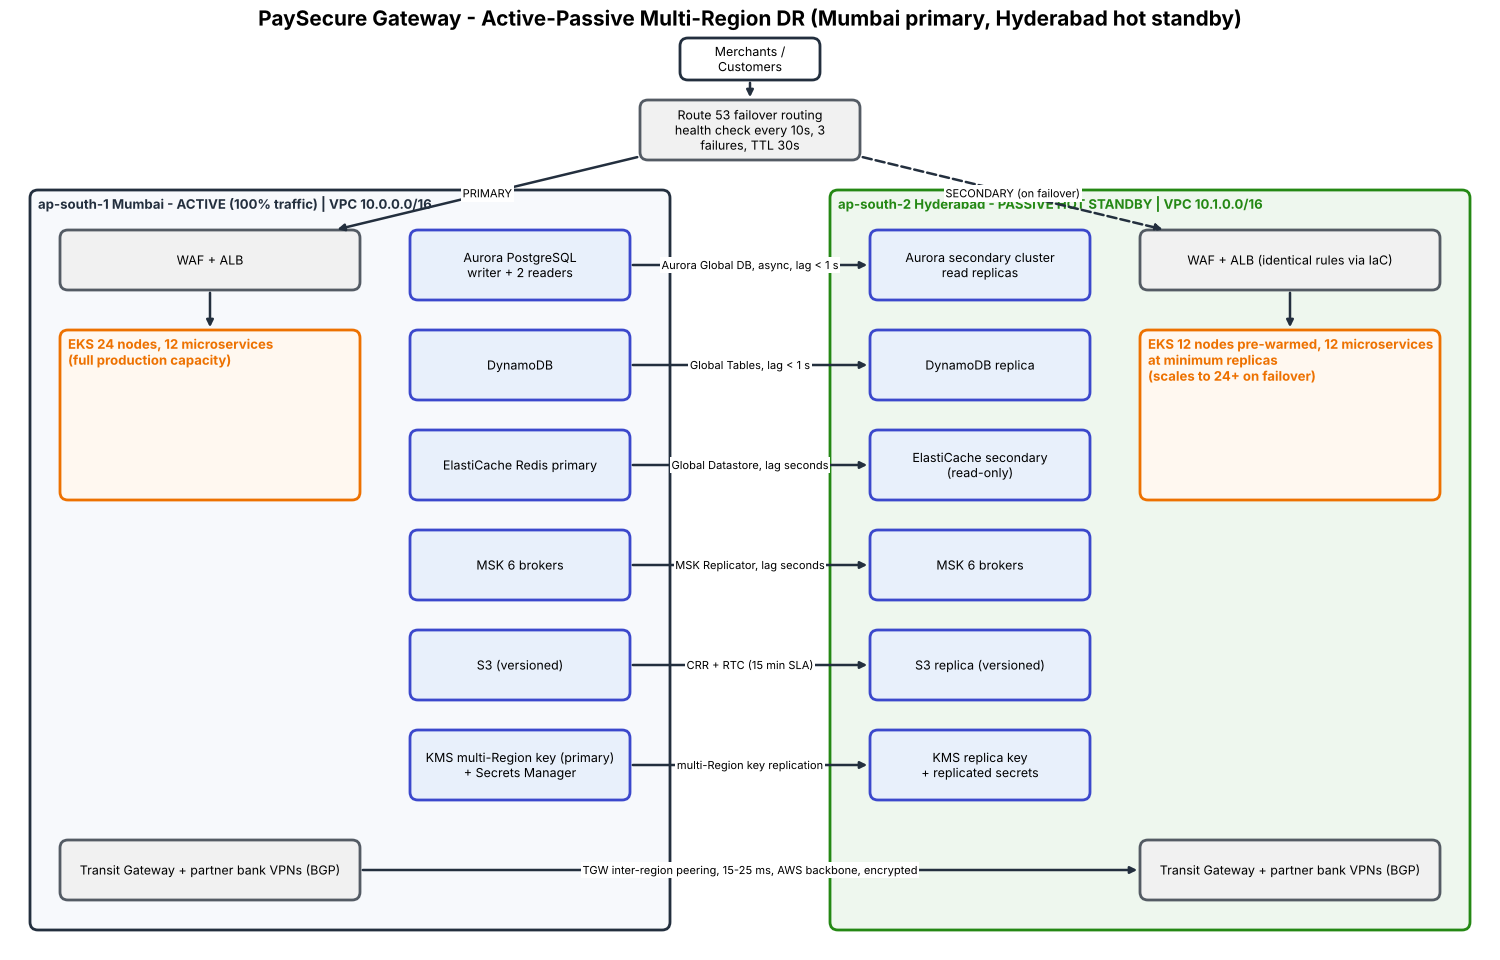 PaySecure Gateway - Active-Passive Multi-Region DR (Mumbai primary, Hyderabad hot standby)
Merchants /
Customers
Route 53 failover routing
health check every 10s, 3
failures, TTL 30s
PRIMARY
SECONDARY (on failover)
ap-south-1 Mumbai - ACTIVE (100% traffic) | VPC 10.0.0.0/16
ap-south-2 Hyderabad - PASSIVE HOT STANDBY | VPC 10.1.0.0/16
WAF + ALB
Aurora PostgreSQL
writer + 2 readers
Aurora Global DB, async, lag < 1 s
Aurora secondary cluster
read replicas
WAF + ALB (identical rules via IaC)
EKS 24 nodes, 12 microservices
(full production capacity)
DynamoDB
Global Tables, lag < 1 s
DynamoDB replica
EKS 12 nodes pre-warmed, 12 microservices
at minimum replicas
(scales to 24+ on failover)
ElastiCache Redis primary
Global Datastore, lag seconds
ElastiCache secondary
(read-only)
MSK 6 brokers
MSK Replicator, lag seconds
MSK 6 brokers
S3 (versioned)
CRR + RTC (15 min SLA)
S3 replica (versioned)
KMS multi-Region key (primary)
+ Secrets Manager
multi-Region key replication
KMS replica key
+ replicated secrets
Transit Gateway + partner bank VPNs (BGP)
TGW inter-region peering, 15-25 ms, AWS backbone, encrypted
Transit Gateway + partner bank VPNs (BGP)